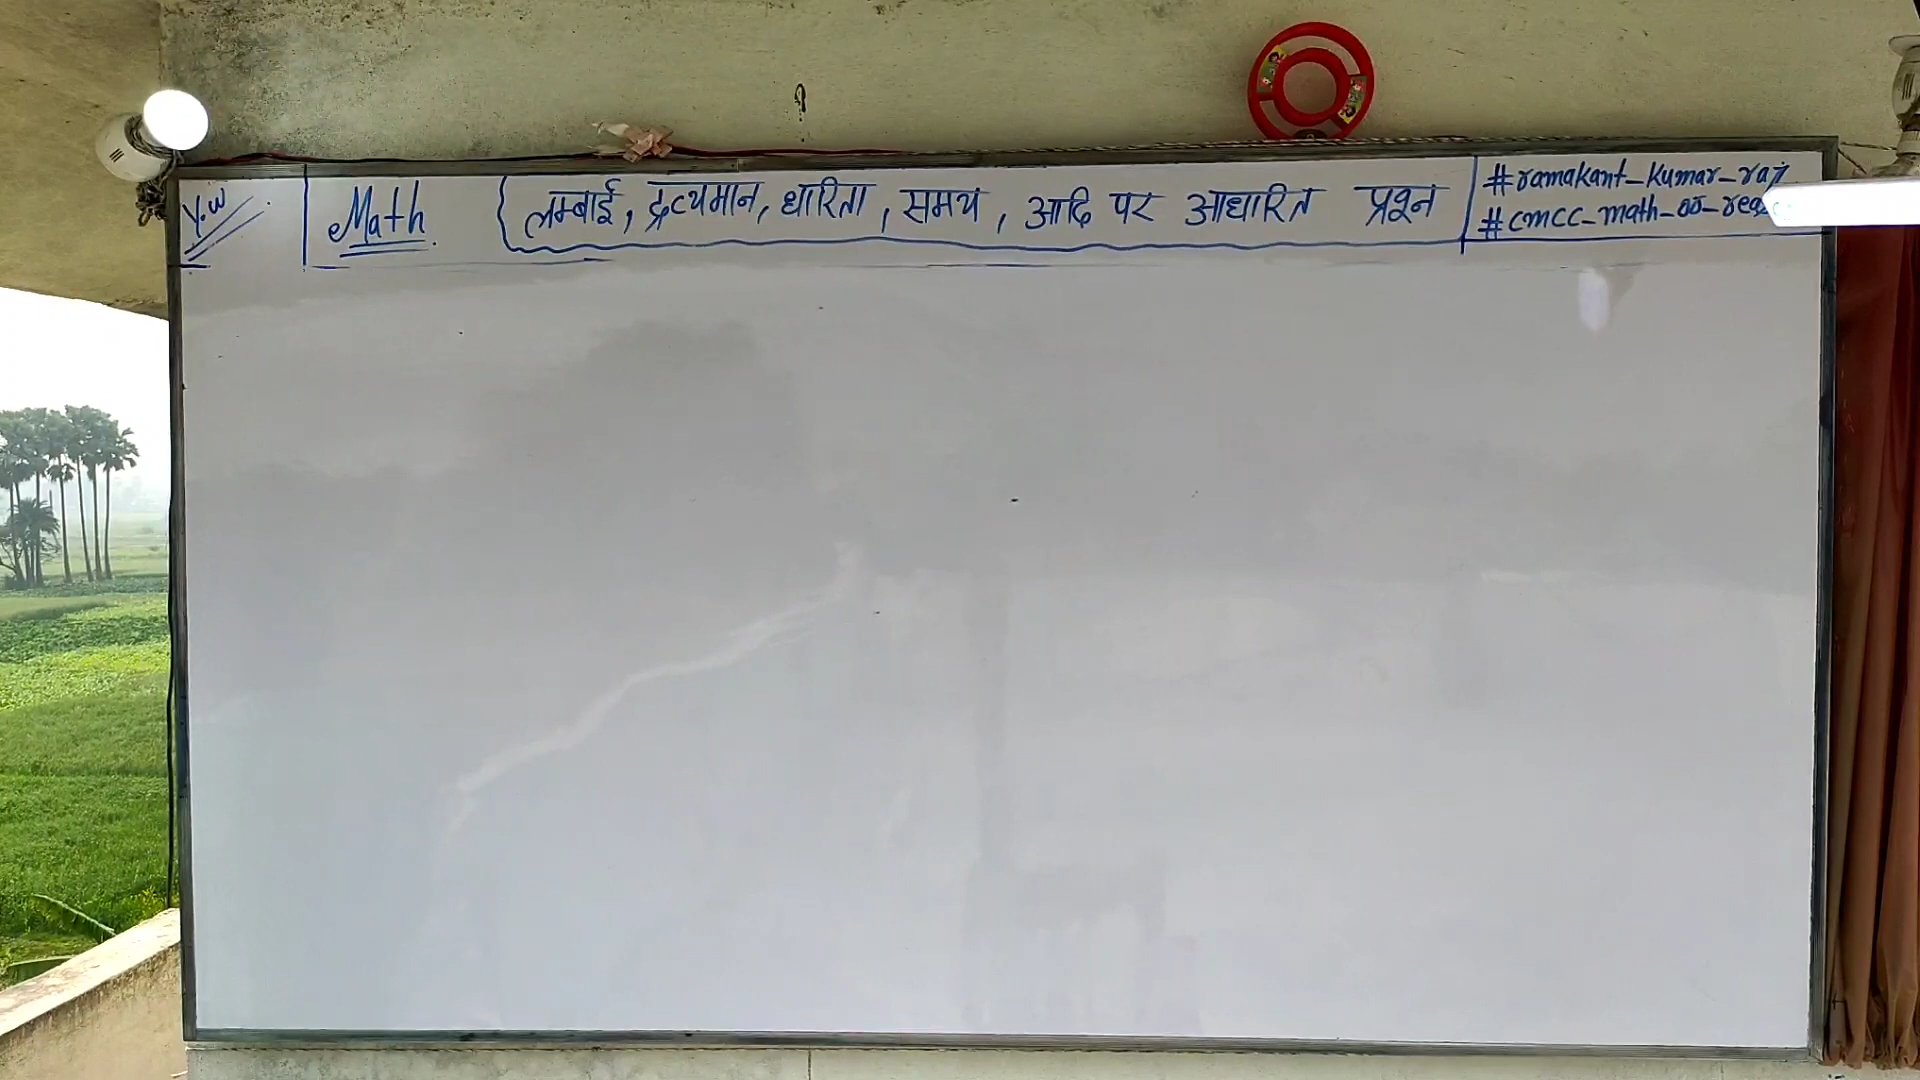 Y.W
Math
{ लम्बाई, द्रव्यमान, धारिता, समय, आदि पर आधारित प्रश्न
#ramakant_kumar_raj
#cmcc_math_